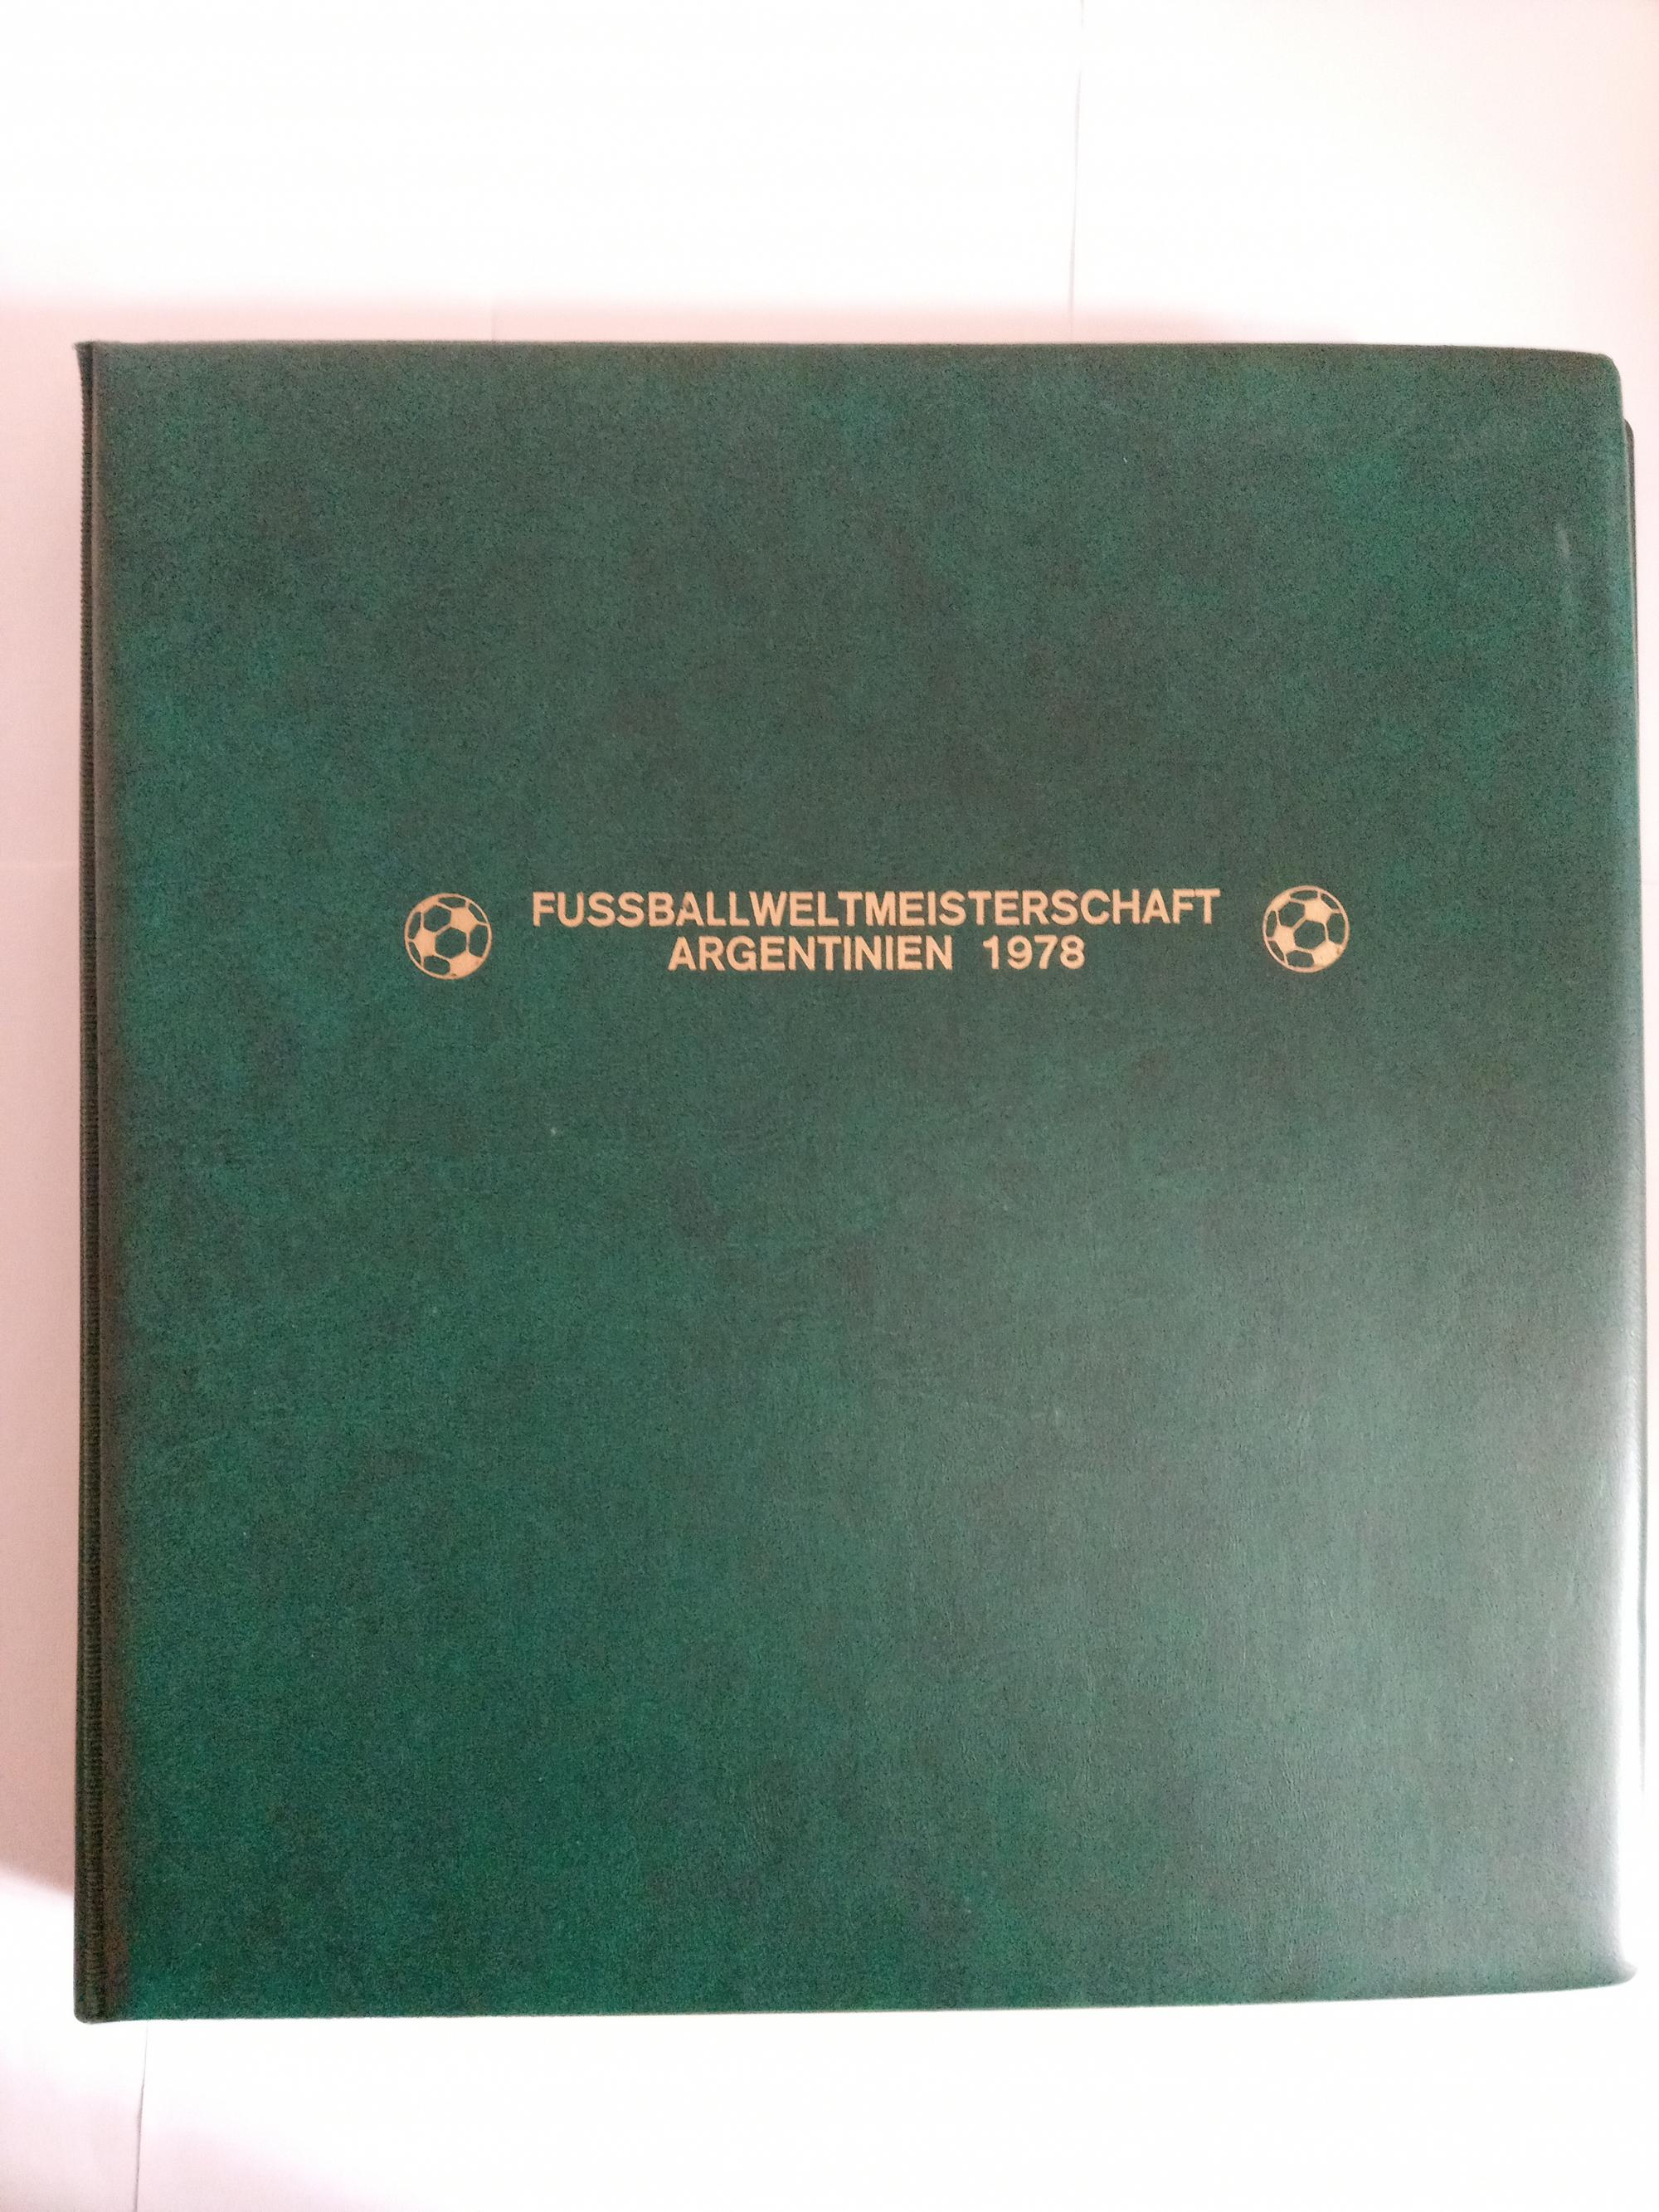 FUSSBALLWELTMEISTERSCHAFT
ARGENTINIEN 1978